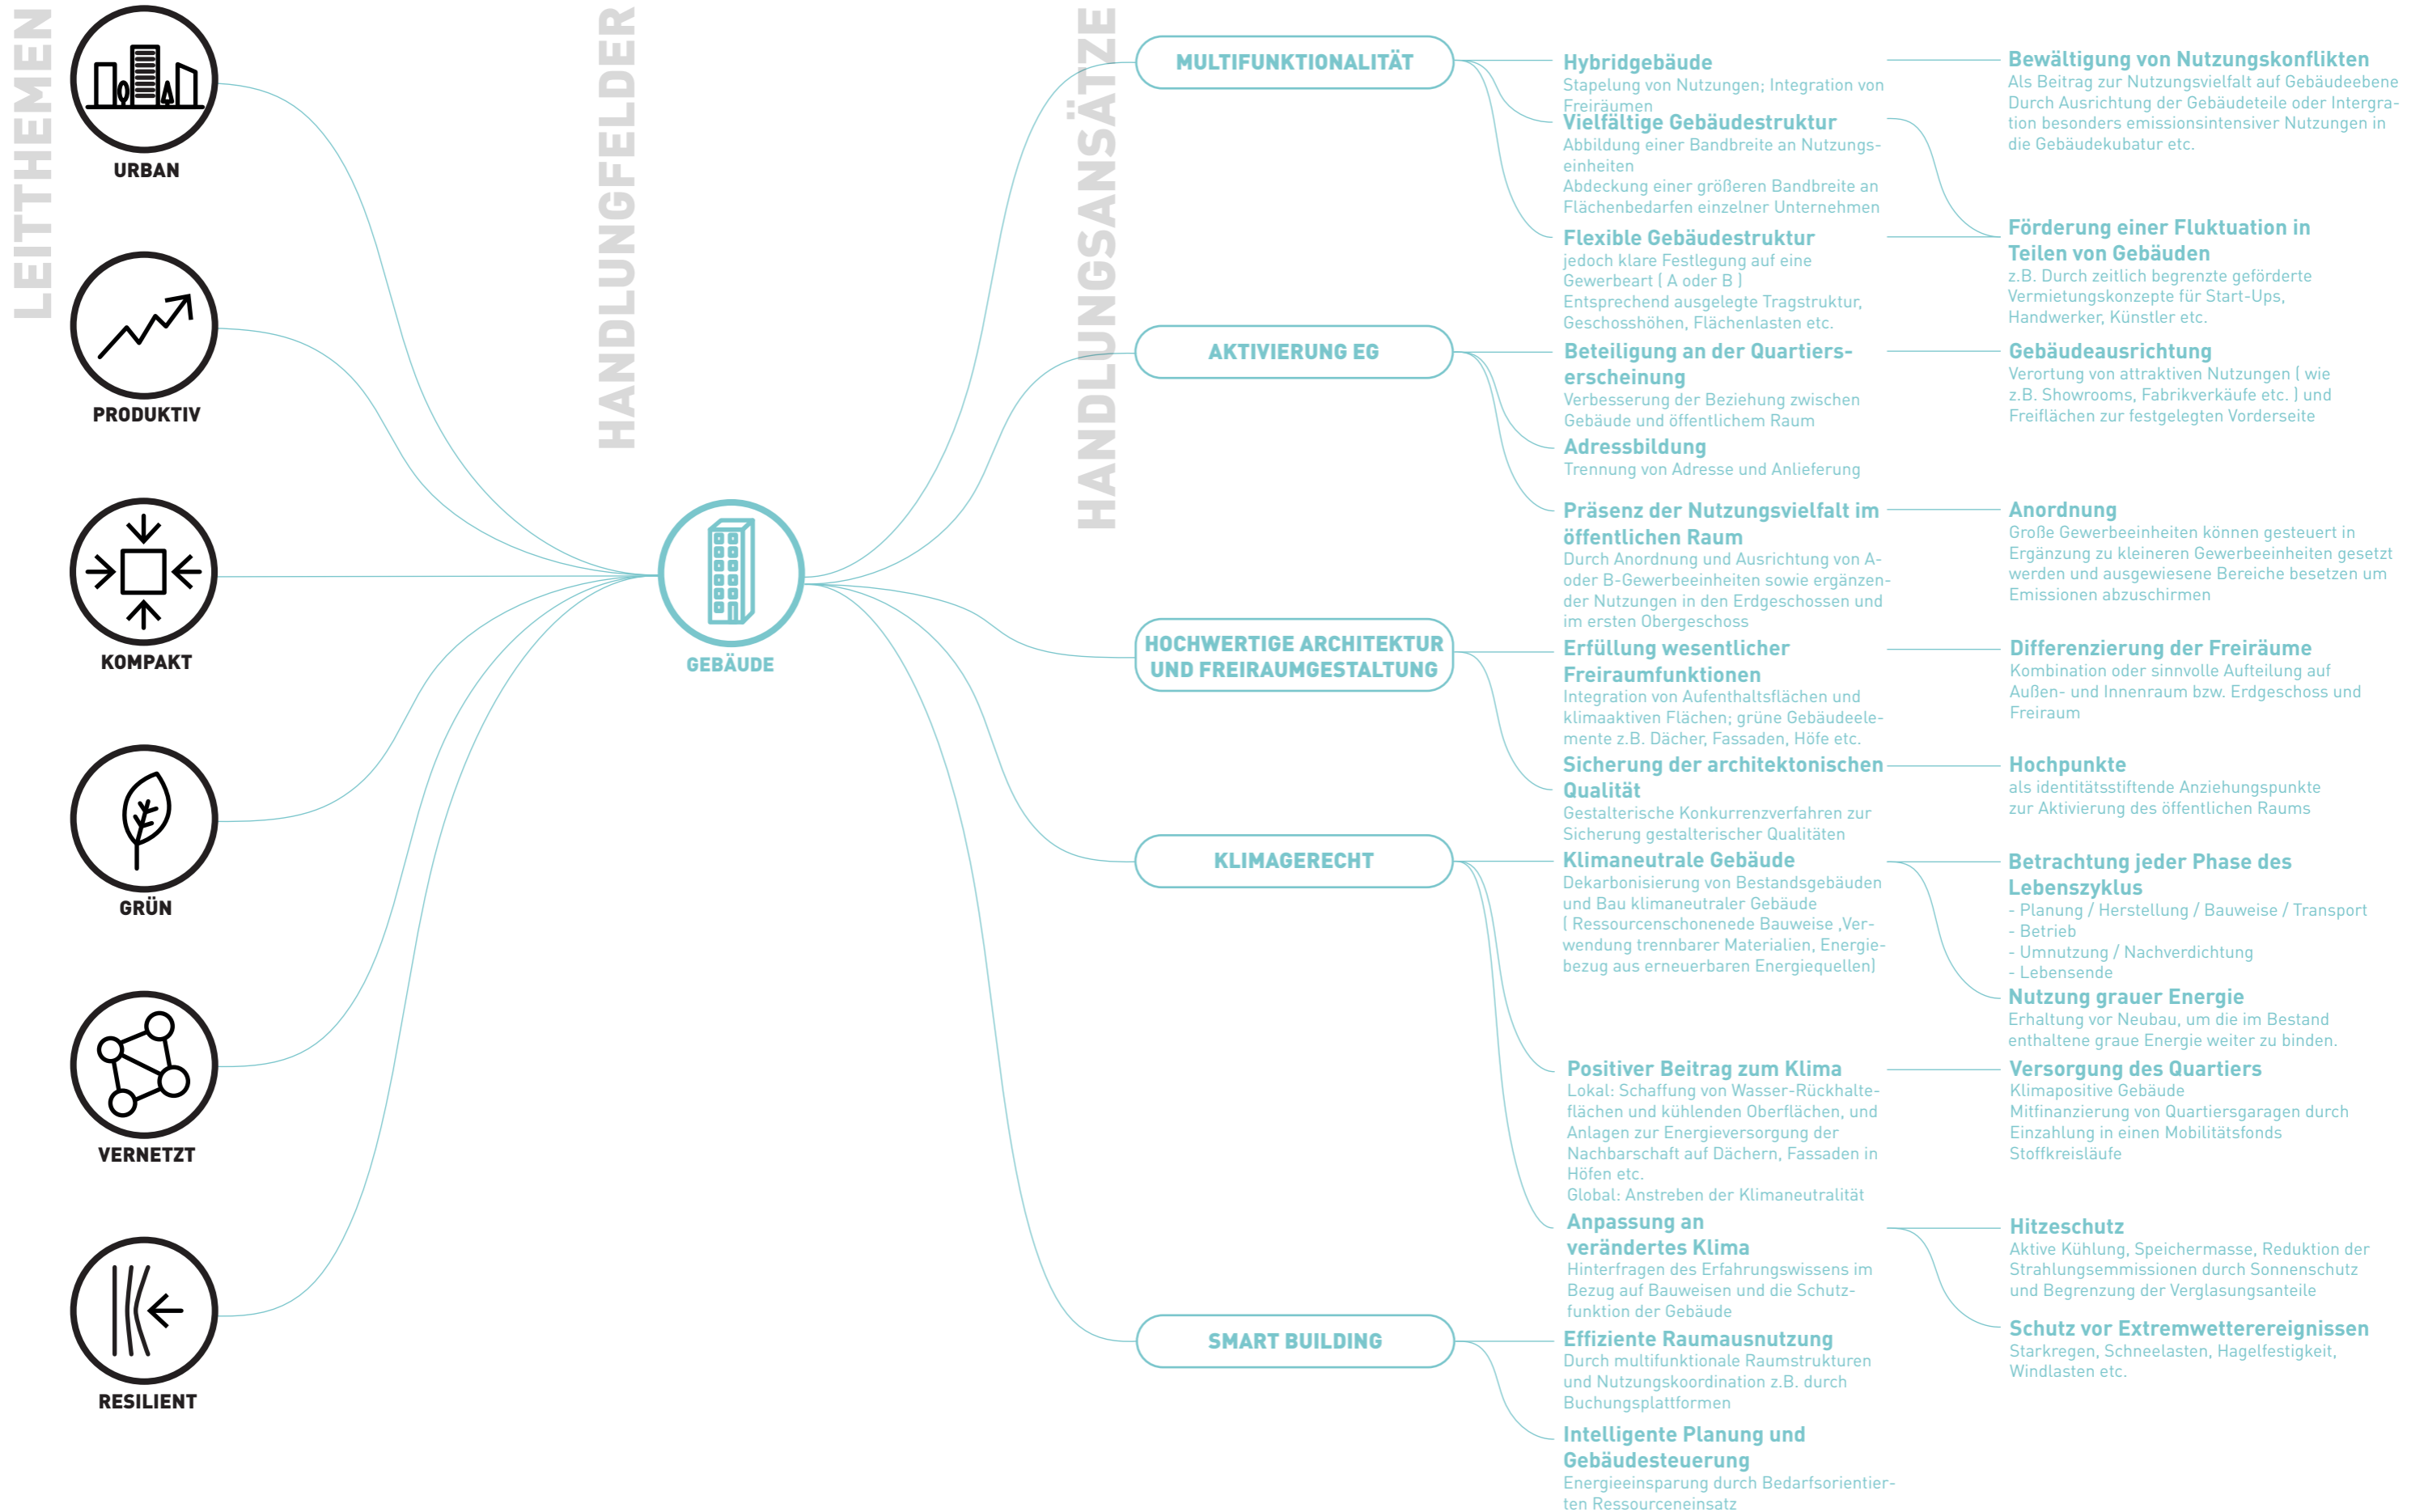 LEITTHEMEN
URBAN
PRODUKTIV
KOMPAKT
GRÜN
VERNETZT
RESILIENT
HANDLUNGFELDER
GEBÄUDE
HANDLUNGSANSÄTZE
MULTIFUNKTIONALITÄT
Hybridgebäude
Stapelung von Nutzungen; Integration von
Freiräumen
Vielfältige Gebäudestruktur
Abbildung einer Bandbreite an Nutzungs-
einheiten
Abdeckung einer größeren Bandbreite an
Flächenbedarfen einzelner Unternehmen
Flexible Gebäudestruktur
jedoch klare Festlegung auf eine
Gewerbeart ( A oder B )
Entsprechend ausgelegte Tragstruktur,
Geschosshöhen, Flächenlasten etc.
Bewältigung von Nutzungskonflikten
Als Beitrag zur Nutzungsvielfalt auf Gebäudeebene
Durch Ausrichtung der Gebäudeteile oder Intergra-
tion besonders emissionsintensiver Nutzungen in
die Gebäudekubatur etc.
Förderung einer Fluktuation in
Teilen von Gebäuden
z.B. Durch zeitlich begrenzte geförderte
Vermietungskonzepte für Start-Ups,
Handwerker, Künstler etc.
AKTIVIERUNG EG
Beteiligung an der Quartiers-
erscheinung
Verbesserung der Beziehung zwischen
Gebäude und öffentlichem Raum
Adressbildung
Trennung von Adresse und Anlieferung
Präsenz der Nutzungsvielfalt im
öffentlichen Raum
Durch Anordnung und Ausrichtung von A-
oder B-Gewerbeeinheiten sowie ergänzen-
der Nutzungen in den Erdgeschossen und
im ersten Obergeschoss
Gebäudeausrichtung
Verortung von attraktiven Nutzungen ( wie
z.B. Showrooms, Fabrikverkäufe etc. ) und
Freiflächen zur festgelegten Vorderseite
Anordnung
Große Gewerbeeinheiten können gesteuert in
Ergänzung zu kleineren Gewerbeeinheiten gesetzt
werden und ausgewiesene Bereiche besetzen um
Emissionen abzuschirmen
HOCHWERTIGE ARCHITEKTUR
UND FREIRAUMGESTALTUNG
Erfüllung wesentlicher
Freiraumfunktionen
Integration von Aufenthaltsflächen und
klimaaktiven Flächen; grüne Gebäudeele-
mente z.B. Dächer, Fassaden, Höfe etc.
Sicherung der architektonischen
Qualität
Gestalterische Konkurrenzverfahren zur
Sicherung gestalterischer Qualitäten
Differenzierung der Freiräume
Kombination oder sinnvolle Aufteilung auf
Außen- und Innenraum bzw. Erdgeschoss und
Freiraum
Hochpunkte
als identitätsstiftende Anziehungspunkte
zur Aktivierung des öffentlichen Raums
KLIMAGERECHT
Klimaneutrale Gebäude
Dekarbonisierung von Bestandsgebäuden
und Bau klimaneutraler Gebäude
( Ressourcenschonenede Bauweise ,Ver-
wendung trennbarer Materialien, Energie-
bezug aus erneuerbaren Energiequellen)
Positiver Beitrag zum Klima
Lokal: Schaffung von Wasser-Rückhalte-
flächen und kühlenden Oberflächen, und
Anlagen zur Energieversorgung der
Nachbarschaft auf Dächern, Fassaden in
Höfen etc.
Global: Anstreben der Klimaneutralität
Anpassung an
verändertes Klima
Hinterfragen des Erfahrungswissens im
Bezug auf Bauweisen und die Schutz-
funktion der Gebäude
Betrachtung jeder Phase des
Lebenszyklus
- Planung / Herstellung / Bauweise / Transport
- Betrieb
- Umnutzung / Nachverdichtung
- Lebensende
Nutzung grauer Energie
Erhaltung vor Neubau, um die im Bestand
enthaltene graue Energie weiter zu binden.
Versorgung des Quartiers
Klimapositive Gebäude
Mitfinanzierung von Quartiersgaragen durch
Einzahlung in einen Mobilitätsfonds
Stoffkreisläufe
Hitzeschutz
Aktive Kühlung, Speichermasse, Reduktion der
Strahlungsemmissionen durch Sonnenschutz
und Begrenzung der Verglasungsanteile
Schutz vor Extremwetterereignissen
Starkregen, Schneelasten, Hagelfestigkeit,
Windlasten etc.
SMART BUILDING
Effiziente Raumausnutzung
Durch multifunktionale Raumstrukturen
und Nutzungskoordination z.B. durch
Buchungsplattformen
Intelligente Planung und
Gebäudesteuerung
Energieeinsparung durch Bedarfsorientier-
ten Ressourceneinsatz